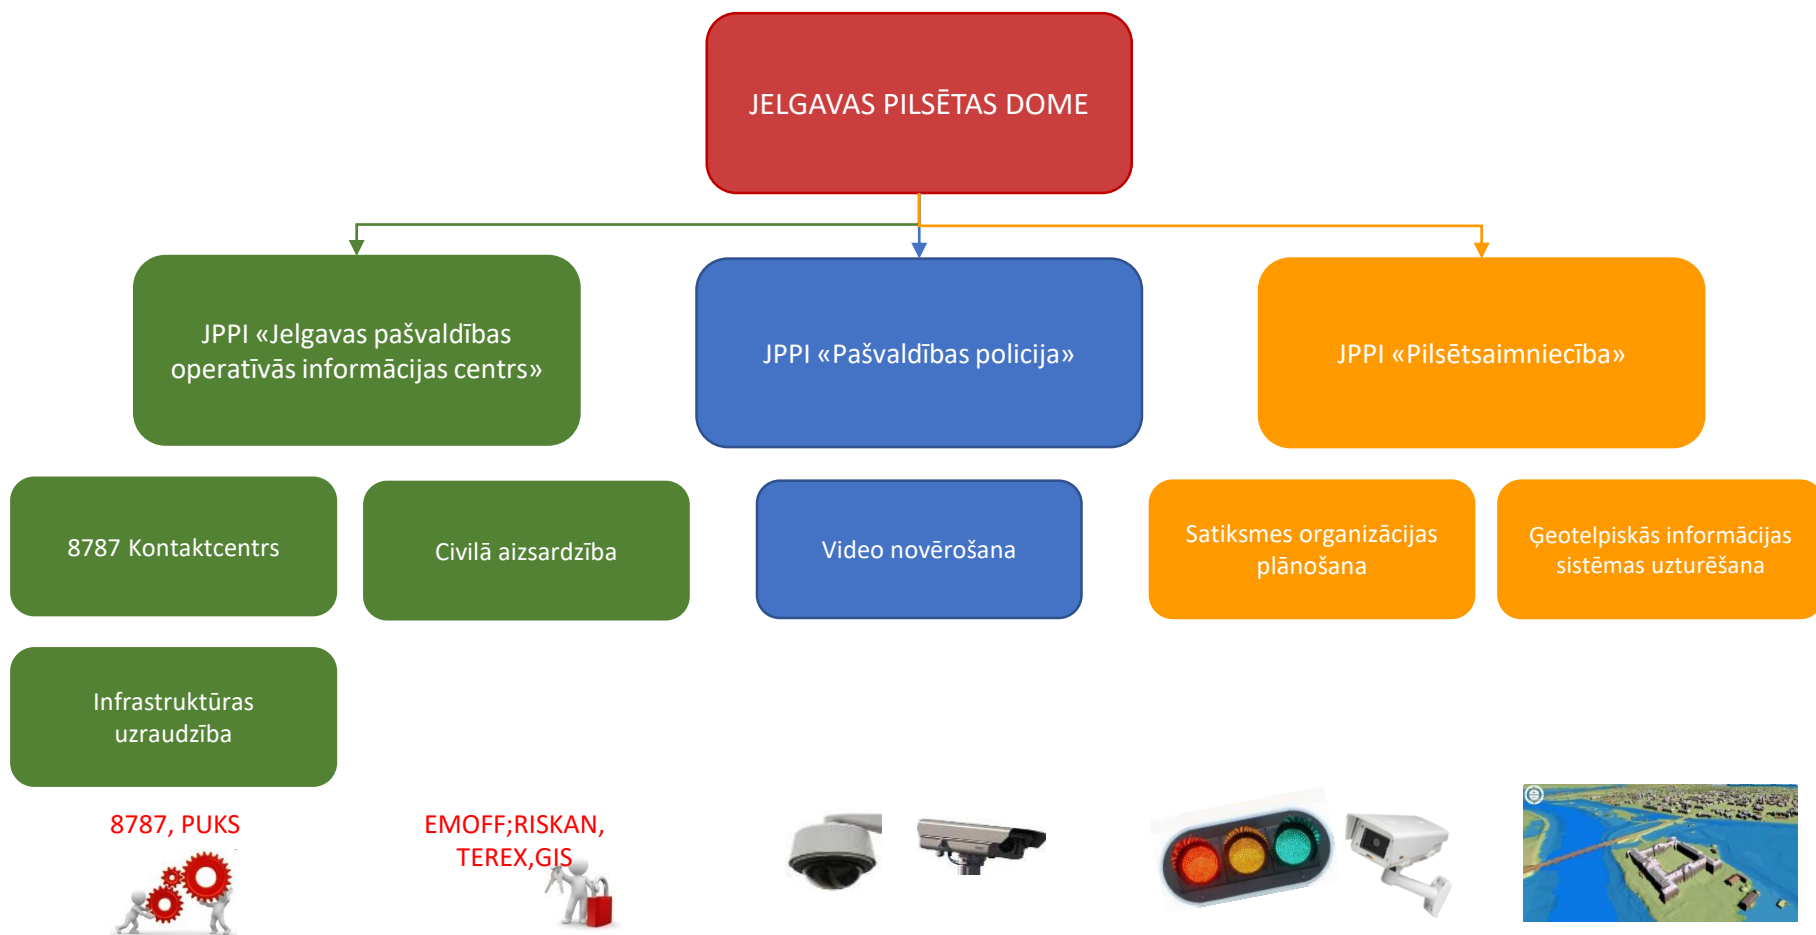 JELGAVAS PILSĒTAS DOME
JPPI «Jelgavas pašvaldības
operatīvās informācijas centrs»
JPPI «Pašvaldības policija»
JPPI «Pilsētsaimniecība»
8787 Kontaktcentrs
Civilā aizsardzība
Video novērošana
Satiksmes organizācijas
plānošana
Ģeotelpiskās informācijas
sistēmas uzturēšana
Infrastruktūras
uzraudzība
8787, PUKS
EMOFF;RISKAN,
TEREX,GIS